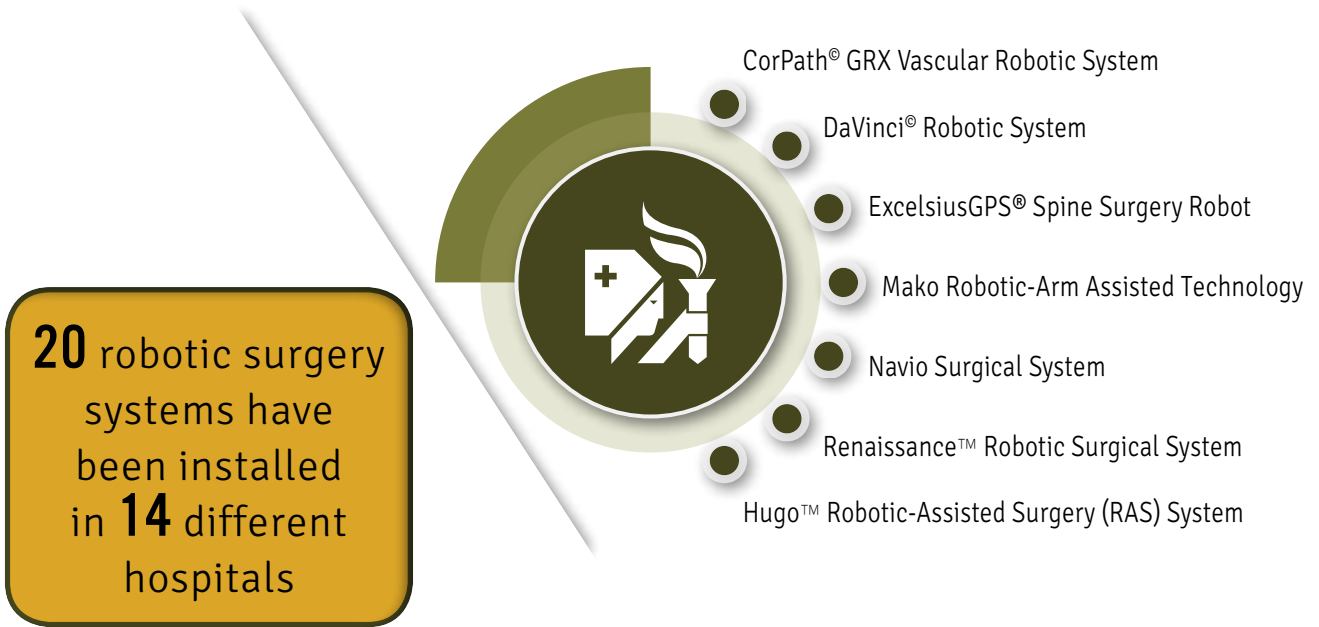 CorPath© GRX Vascular Robotic System
DaVinci© Robotic System
ExcelsiusGPS® Spine Surgery Robot
Mako Robotic-Arm Assisted Technology
Navio Surgical System
Renaissance™ Robotic Surgical System
Hugo™ Robotic-Assisted Surgery (RAS) System
20 robotic surgery
systems have
been installed
in 14 different
hospitals